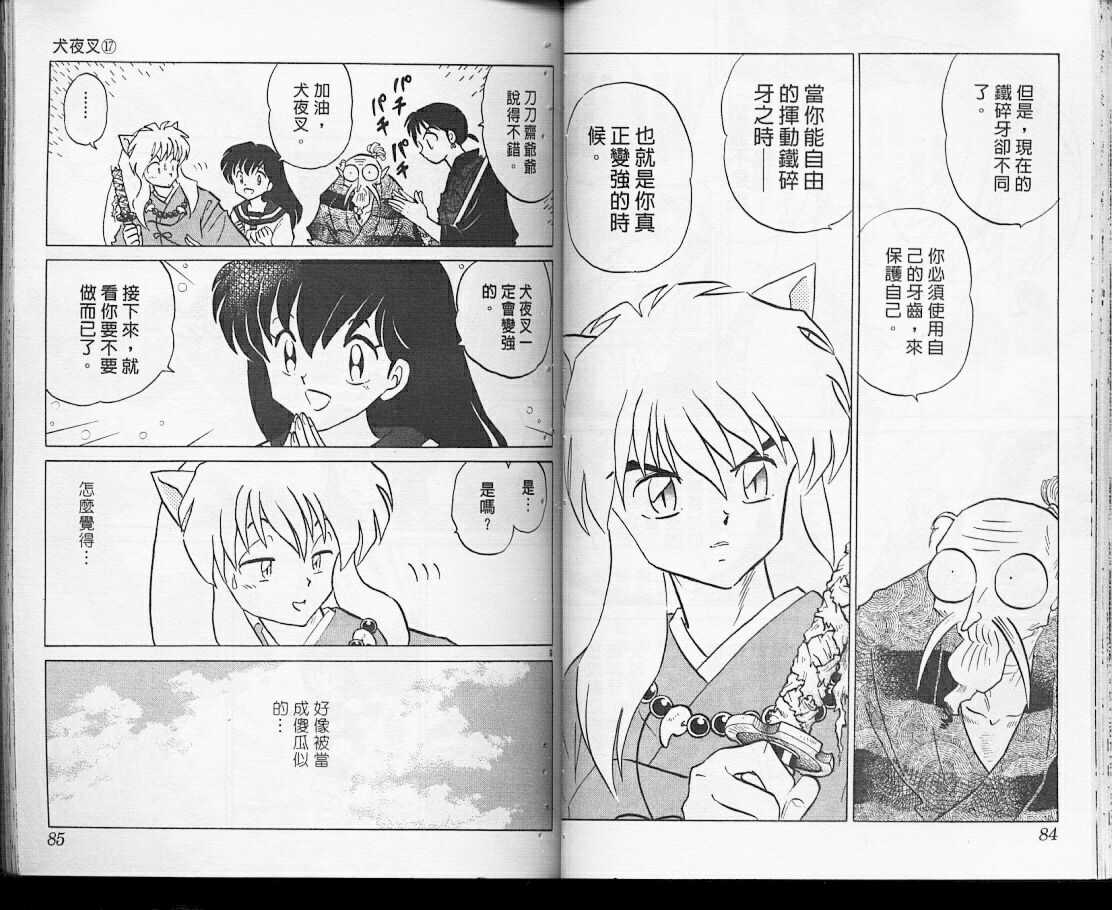 但是，現在的
鐵碎牙卻不同
了。
你必須使用自
己的牙齒，來
保護自己。
當你能自由
的揮動鐵碎
牙之時——
也就是你真
正變強的時
候。
84
犬夜叉⑰
刀刀齋爺爺
說得不錯。
パチ
パチ
パチ
加油，
犬夜叉。
……
犬夜叉一
定會變強
的。
接下來，就
看你要不要
做而已了。
是…
是嗎？
怎麼覺得…
好像被當
成傻瓜似
的…
85